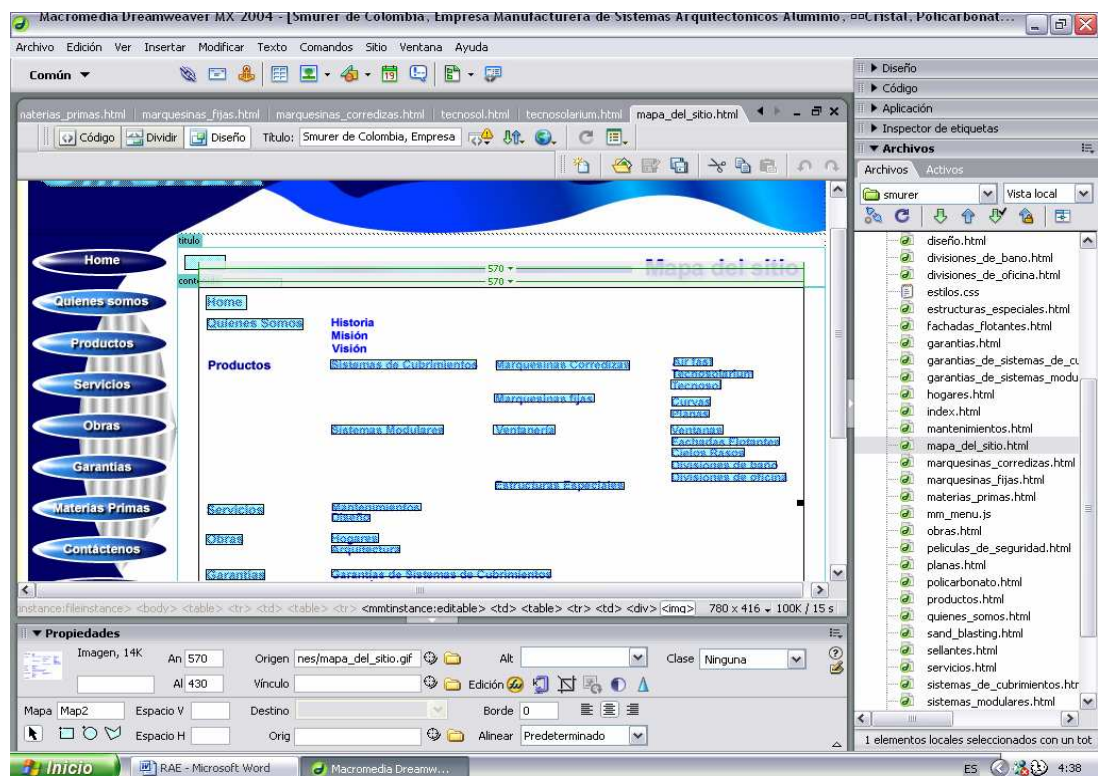 Macromedia Dreamweaver MX 2004 - [Smurer de Colombia, Empresa Manufacturera de Sistemas Arquitectonicos Aluminio, Cristal, Policarbonat...
Archivo Edición Ver Insertar Modificar Texto Comandos Sitio Ventana Ayuda
Común
materias_primas.html marquesinas_fijas.html marquesinas_corredizas.html tecnosol.html tecnosolarium.html mapa_del_sitio.html
Código Dividir Diseño Título: Smurer de Colombia, Empresa
titulo
Mapa del sitio
570
570
Home
Quienes somos
Productos
Servicios
Obras
Garantías
Materias Primas
Contáctenos
Home
Quienes Somos Historia
Misión
Visión
Productos Sistemas de Cubrimientos Marquesinas Corredizas
Tecnosolarium
Tecnosol
Marquesinas fijas Curvas
Planas
Sistemas Modulares Ventanería Ventanas
Fachadas Flotantes
Cielos Rasos
Divisiones de baño
Divisiones de oficina
Estructuras Especiales
Servicios Mantenimientos
Diseño
Obras Hogares
Arquitectura
Garantías Garantias de Sistemas de Cubrimientos
<mmtinstance:fileinstance> <body> <table> <tr> <td> <table> <tr> <mmtinstance:editable> <td> <table> <tr> <td> <div> <img> 780 x 416 100K / 15 s
Propiedades
Imagen, 14K An 570 Origen nes/mapa_del_sitio.gif Alt Clase Ninguna
Al 430 Vínculo Edición
Mapa Map2 Espacio V Destino Borde 0
Espacio H Orig Alinear Predeterminado
Diseño
Código
Aplicación
Inspector de etiquetas
Archivos
Archivos Activos
smurer Vista local
diseño.html
divisiones_de_bano.html
divisiones_de_oficina.html
estilos.css
estructuras_especiales.html
fachadas_flotantes.html
garantias.html
garantias_de_sistemas_de_cu
garantias_de_sistemas_modu
hogares.html
index.html
mantenimientos.html
mapa_del_sitio.html
marquesinas_corredizas.html
marquesinas_fijas.html
materias_primas.html
mm_menu.js
obras.html
peliculas_de_seguridad.html
planas.html
policarbonato.html
productos.html
quienes_somos.html
sand_blasting.html
sellantes.html
servicios.html
sistemas_de_cubrimientos.htr
sistemas_modulares.html
1 elementos locales seleccionados con un tot
Inicio RAE - Microsoft Word Macromedia Dreamw... ES 4:38